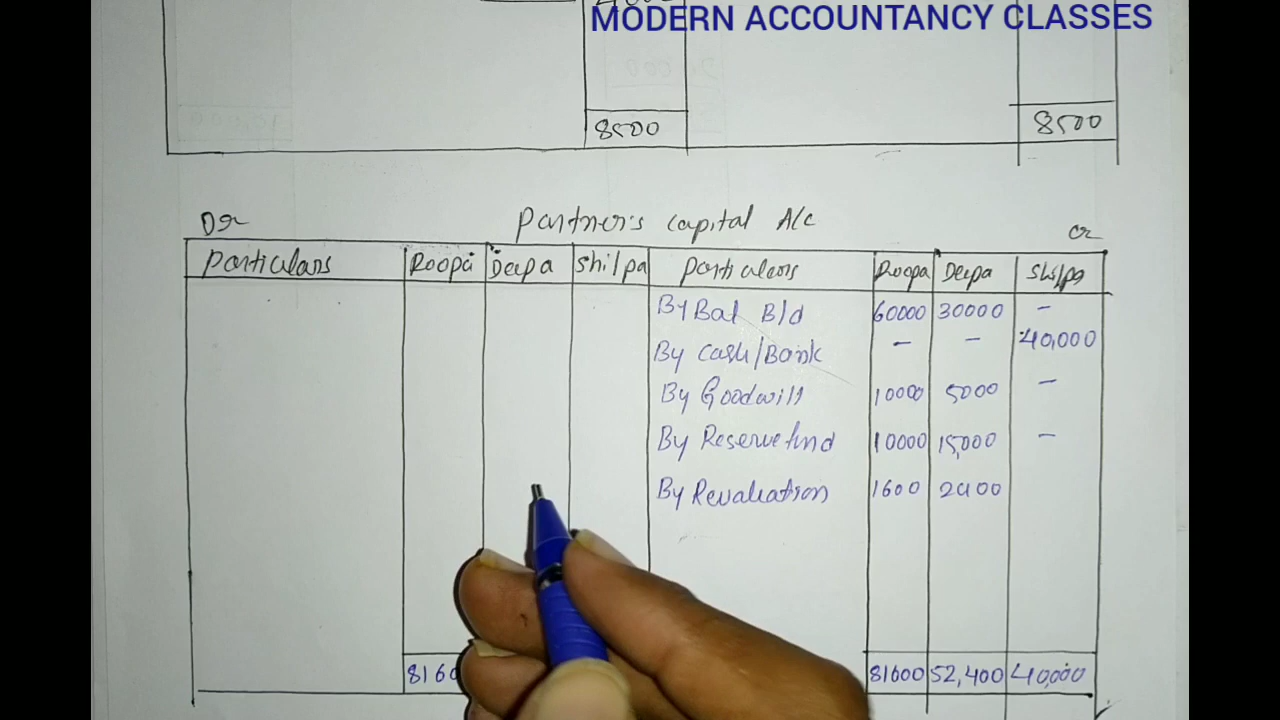 MODERN ACCOUNTANCY CLASSES
8500 8500
Dr Partner's capital A/c Cr
Particulars Roopa Deepa Shilpa Particulars Roopa Deepa Shilpa
By Bal B/d 60000 30000 -
By Cash/Bank - - 40,000
By Goodwill 10000 5000 -
By Reserve fund 10000 15,000 -
By Revaluation 1600 2400
8160 81600 52,400 40,000